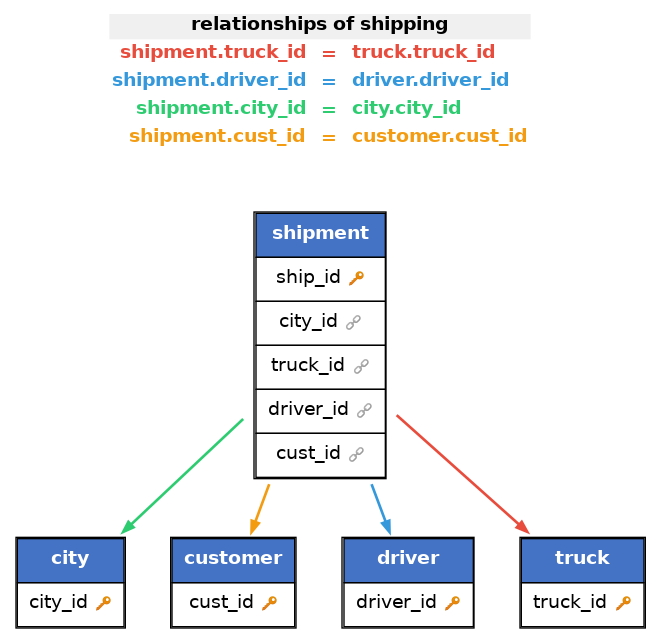 relationships of shipping
shipment.truck_id = truck.truck_id
shipment.driver_id = driver.driver_id
shipment.city_id = city.city_id
shipment.cust_id = customer.cust_id
shipment
ship_id
city_id
truck_id
driver_id
cust_id
city customer driver truck
city_id cust_id driver_id truck_id